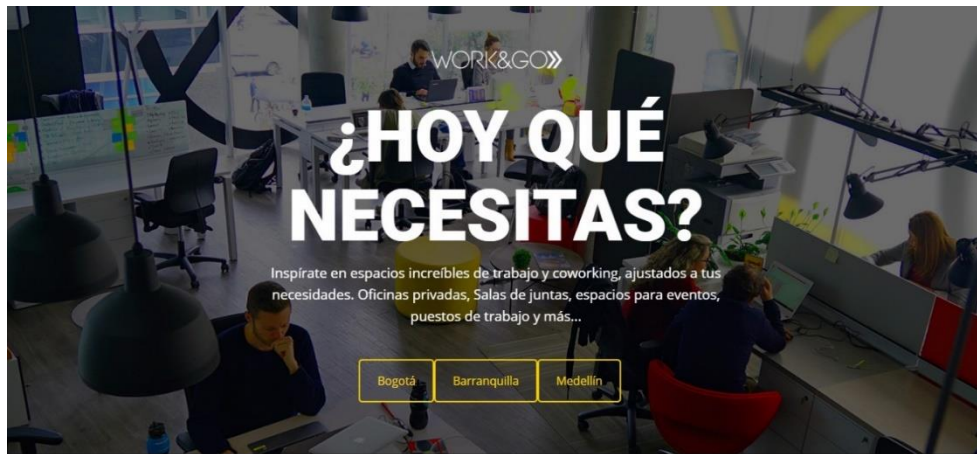 WORK&GO»
¿HOY QUÉ
NECESITAS?
Inspírate en espacios increíbles de trabajo y coworking, ajustados a tus
necesidades. Oficinas privadas, Salas de juntas, espacios para eventos,
puestos de trabajo y más...
Bogotá
Barranquilla
Medellín